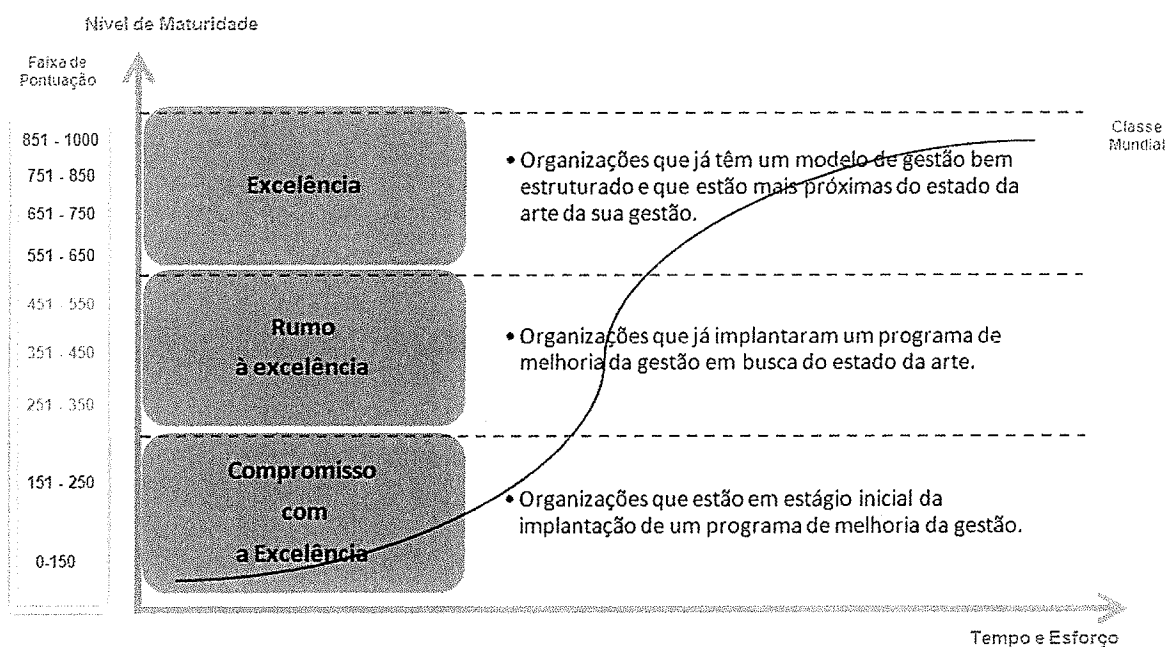 Nível de Maturidade
Faixa de
Pontuação
851 - 1000
751 - 850
651 - 750
551 - 650
451 - 550
351 - 450
251 - 350
151 - 250
0-150
Excelência
• Organizações que já têm um modelo de gestão bem
estruturado e que estão mais próximas do estado da
arte da sua gestão.
Classe
Mundial
Rumo
à excelência
• Organizações que já implantaram um programa de
melhoria da gestão em busca do estado da arte.
Compromisso
com
a Excelência
• Organizações que estão em estágio inicial da
implantação de um programa de melhoria da gestão.
Tempo e Esforço